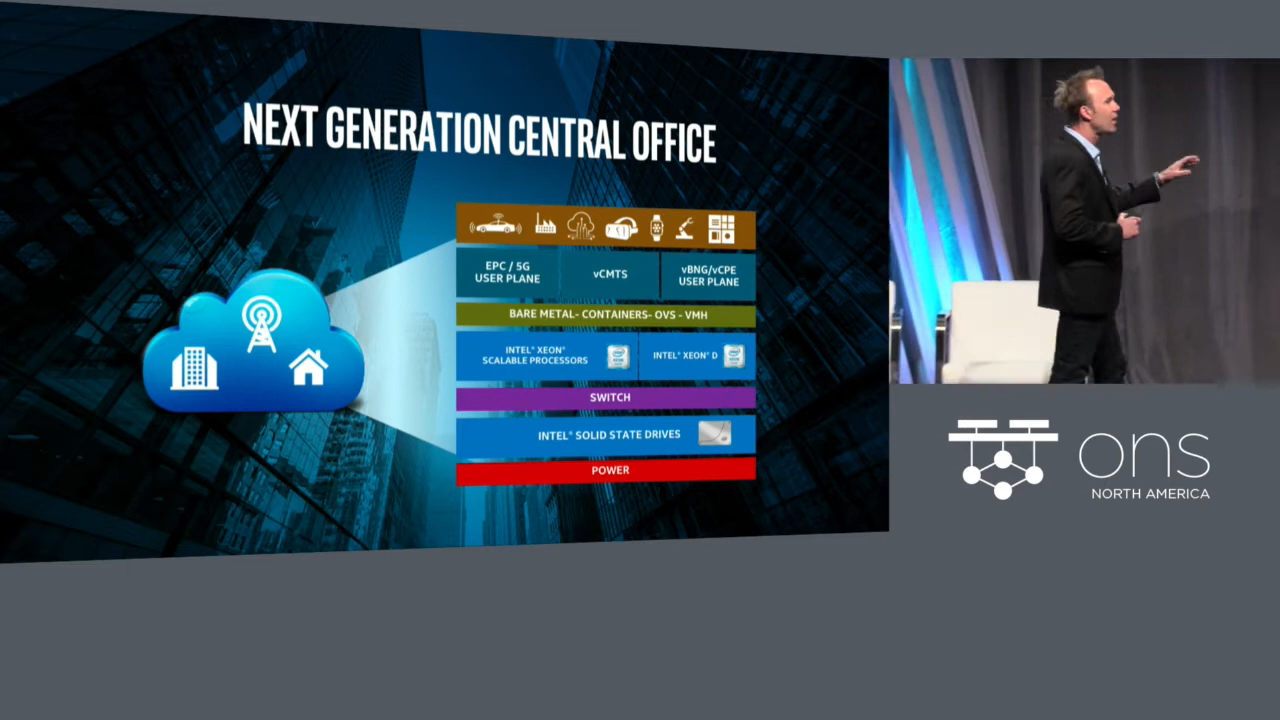 NEXT GENERATION CENTRAL OFFICE
EPC / 5G
USER PLANE
vCMTS
vBNG/vCPE
USER PLANE
BARE METAL- CONTAINERS- OVS - VMH
INTEL® XEON®
SCALABLE PROCESSORS
INTEL® XEON® D
SWITCH
INTEL® SOLID STATE DRIVES
POWER
ons
NORTH AMERICA